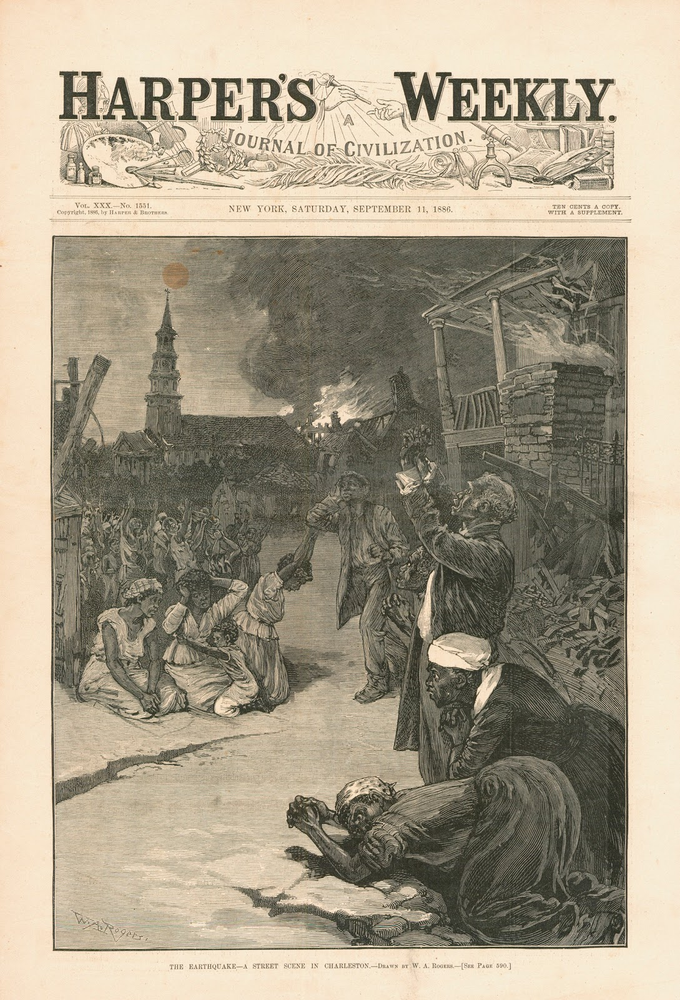 HARPER'S WEEKLY.
A
JOURNAL OF CIVILIZATION.
VOL. XXX.—No. 1551.
Copyright, 1886, by HARPER & BROTHERS.
NEW YORK, SATURDAY, SEPTEMBER 11, 1886.
TEN CENTS A COPY.
WITH A SUPPLEMENT.
W. A. Rogers.
THE EARTHQUAKE—A STREET SCENE IN CHARLESTON.—DRAWN BY W. A. ROGERS.—[SEE PAGE 590.]